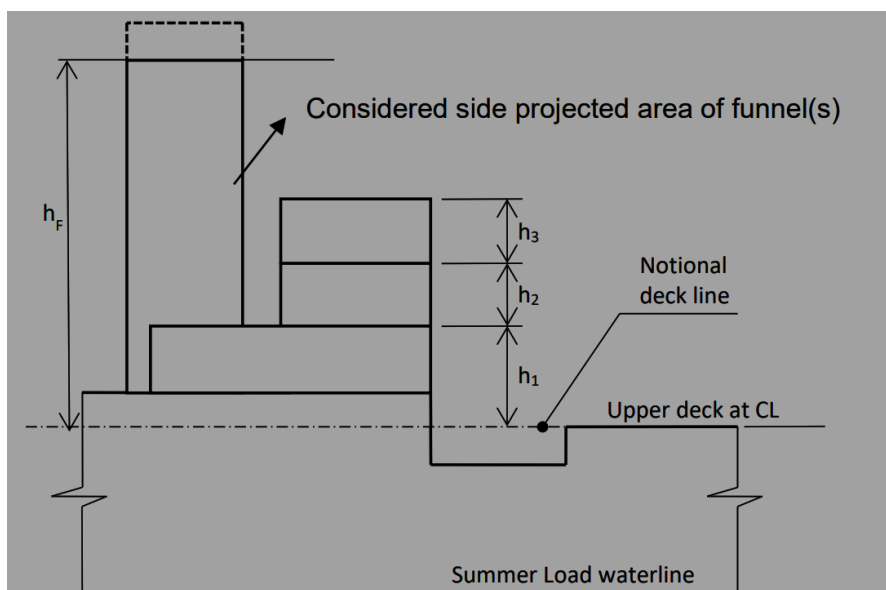 Considered side projected area of funnel(s)
hF
h3
Notional
deck line
h2
h1
Upper deck at CL
Summer Load waterline